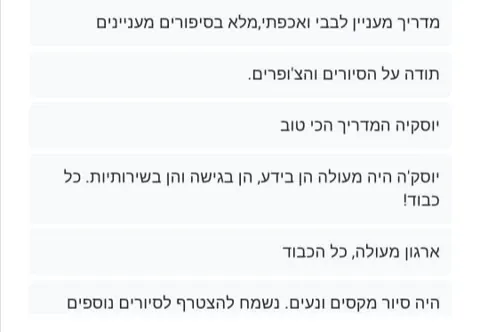 מדריך מעניין לבבי ואכפתי,מלא בסיפורים מעניינים
תודה על הסיורים והצ'ופרים.
יוסקיה המדריך הכי טוב
יוסק'ה היה מעולה הן בידע, הן בגישה והן בשירותיות. כל
כבוד!
ארגון מעולה, כל הכבוד
היה סיור מקסים ונעים. נשמח להצטרף לסיורים נוספים